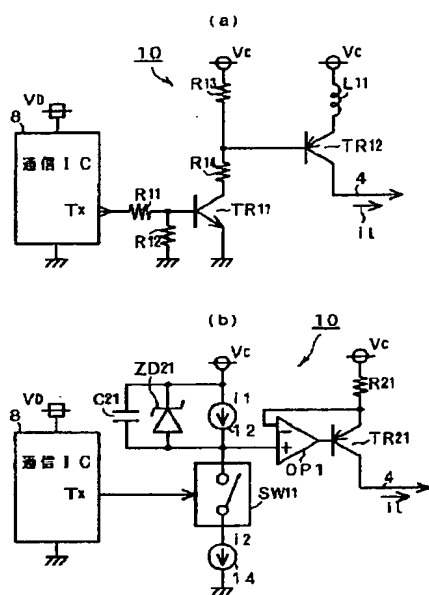 (a)
10
Vc
Vc
R13
L11
VD
8
通信IC
TR12
R14
4
Tx
R11
iL
TR11
R12
(b)
10
Vc
ZD21
Vc
VD
C21
i1
R21
8
12
通信IC
OP1
TR21
Tx
4
SW11
iL
i2
14